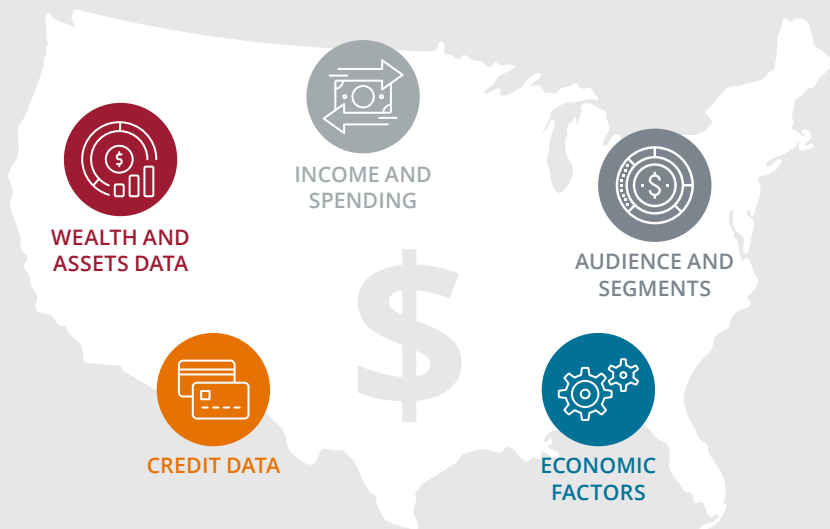 INCOME AND
SPENDING
WEALTH AND
ASSETS DATA
$
AUDIENCE AND
SEGMENTS
$
$
CREDIT DATA
ECONOMIC
FACTORS